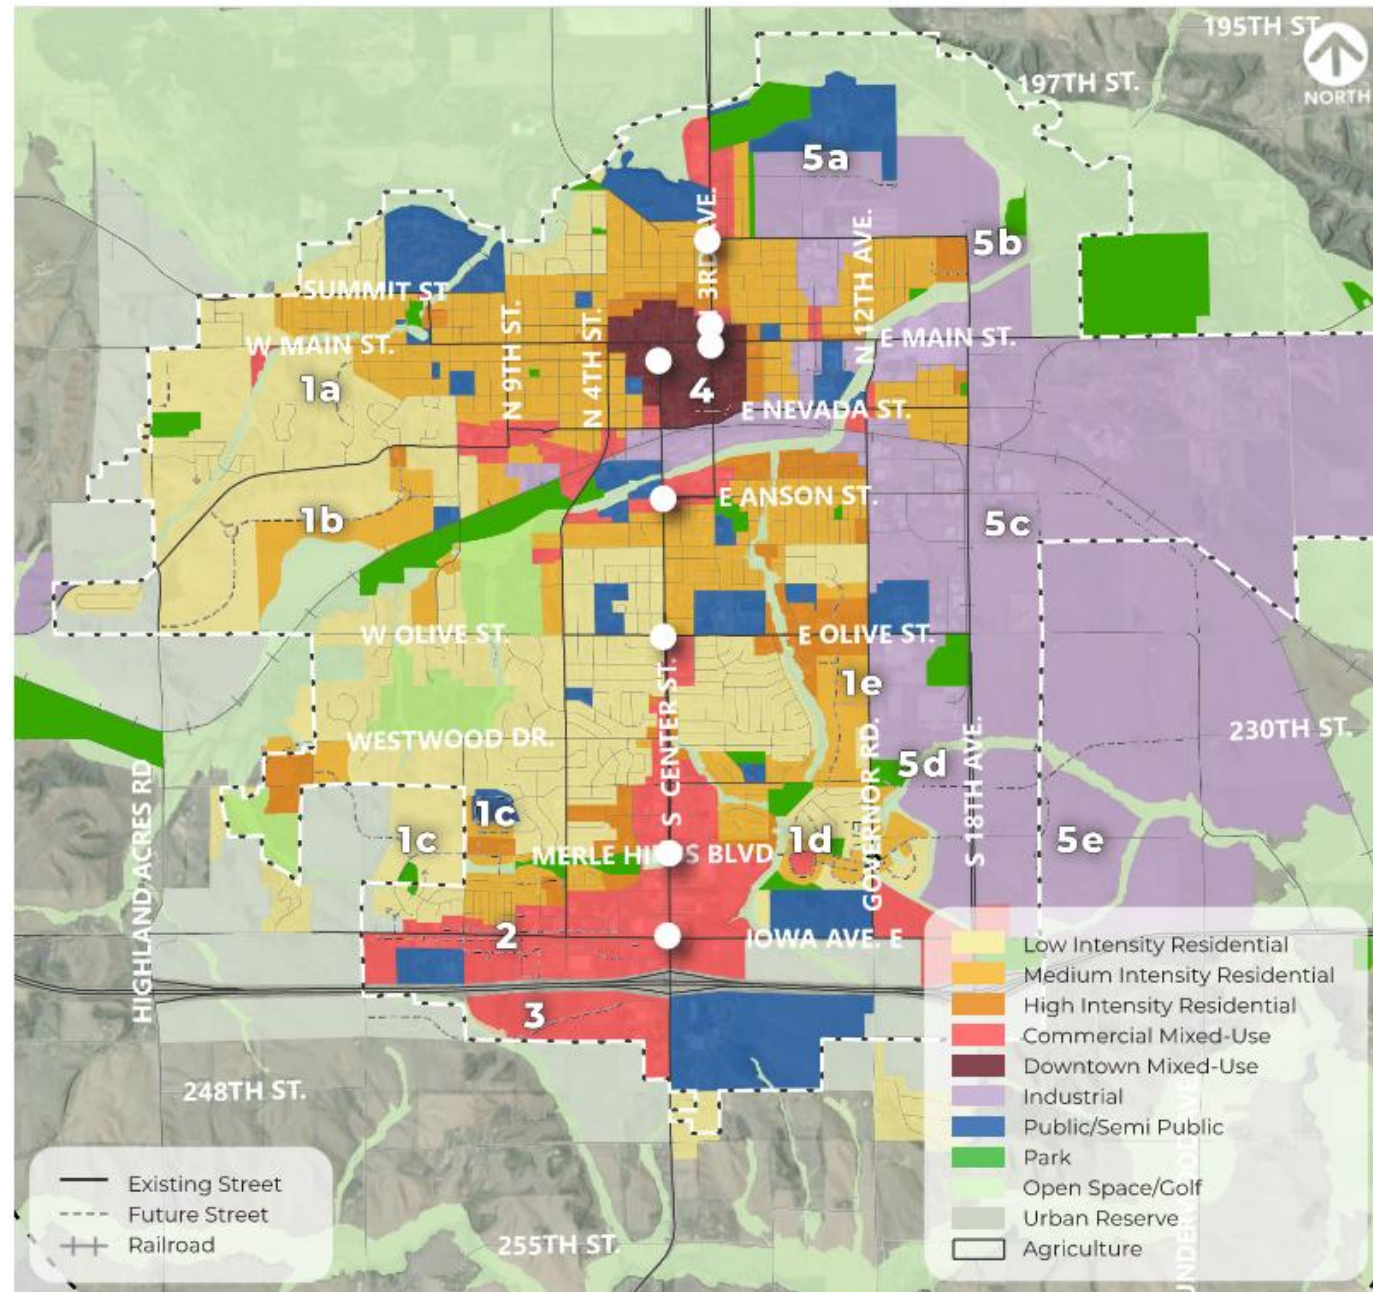 195TH ST.
NORTH
197TH ST.
5a
3RD AVE.
N 12TH AVE.
5b
SUMMIT ST
N 9TH ST.
N 4TH ST.
W MAIN ST.
E MAIN ST.
1a
4
E NEVADA ST.
E ANSON ST.
1b
5c
W OLIVE ST.
E OLIVE ST.
1e
S CENTER ST.
WESTWOOD DR.
230TH ST.
HIGHLAND ACRES RD
GOVERNOR RD.
S 18TH AVE.
5d
1c
1c
1d
5e
MERLE BLVD
2
IOWA AVE. E
3
248TH ST.
255TH ST.
Low Intensity Residential
Medium Intensity Residential
High Intensity Residential
Commercial Mixed-Use
Downtown Mixed-Use
Industrial
Public/Semi Public
Park
Open Space/Golf
Urban Reserve
Agriculture
Existing Street
Future Street
Railroad